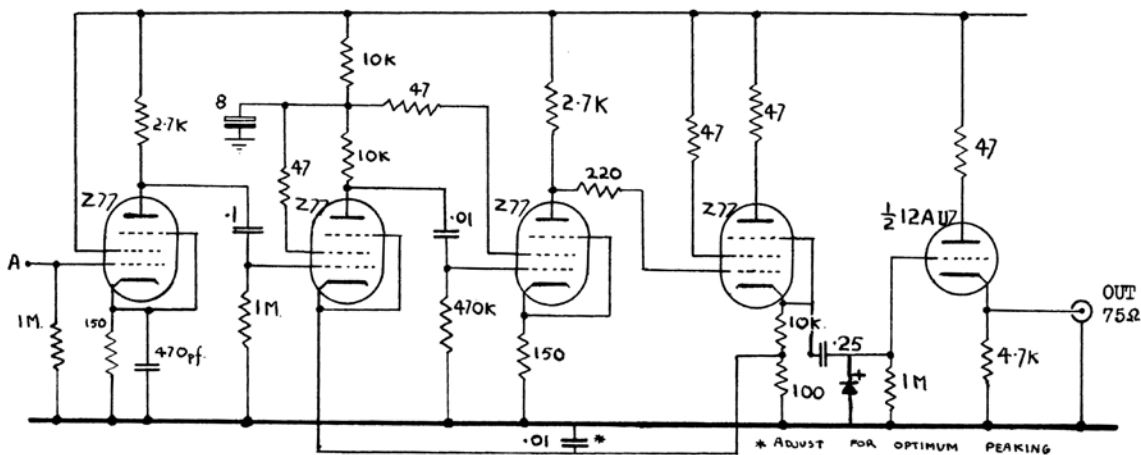 10K
8
47
2.7K
47
2.7K
10K
47
47
47
220
Z77
Z77
Z77
Z77
½ 12AU7
.1
.01
A
OUT
75Ω
1M.
150
470pf.
1M.
470K
150
10K.
.25
100
1M
4.7K
.01 *
* ADJUST FOR OPTIMUM PEAKING